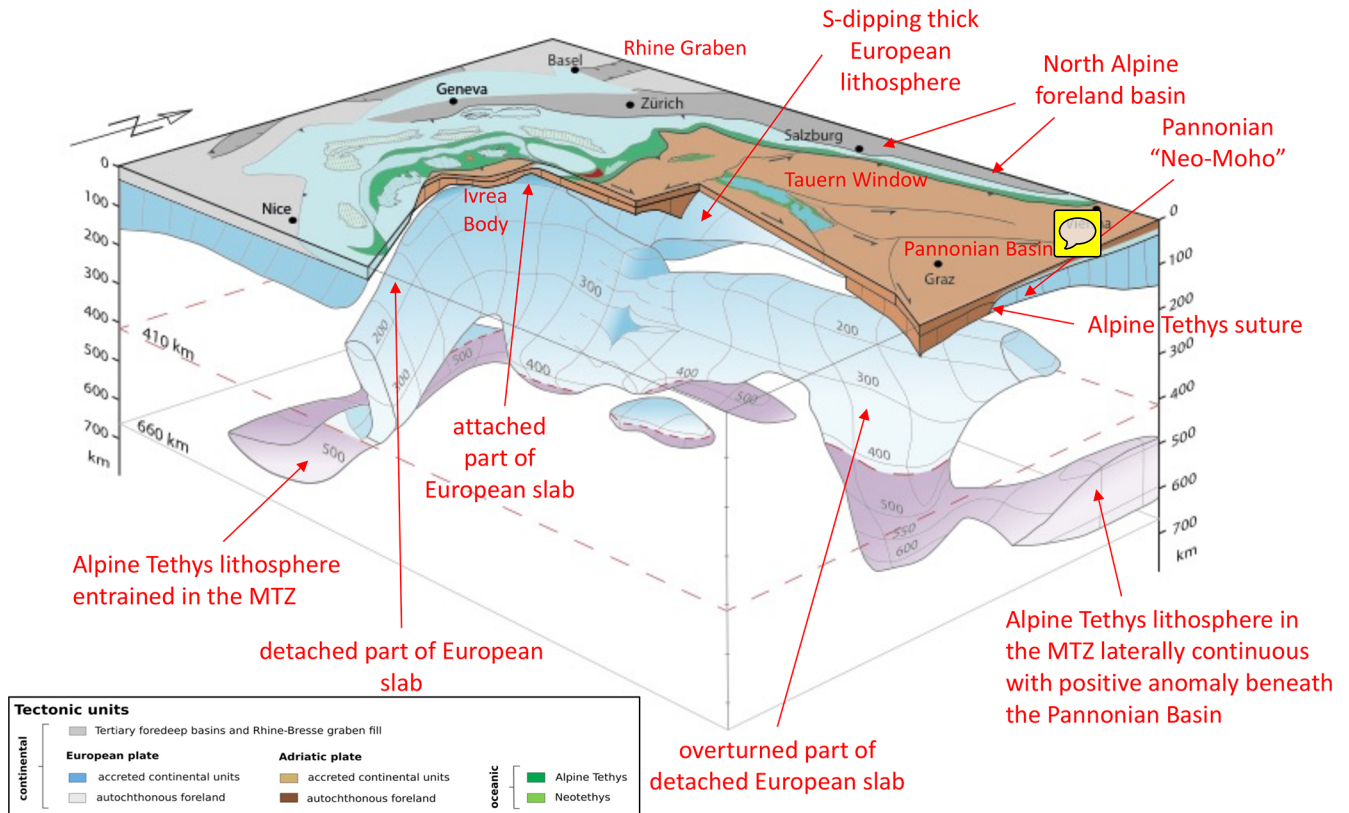 S-dipping thick
European
lithosphere
Rhine Graben
North Alpine
foreland basin
Pannonian
“Neo-Moho”
Basel
Geneva
Zürich
Salzburg
Tauern Window
Nice
Ivrea
Body
Pannonian Basin
Graz
Alpine Tethys suture
0
100
200
300
400
500
600
700
km
0
100
200
300
400
500
600
700
km
410 km
660 km
200
300
500
500
300
400
400
500
200
300
400
500
550
600
attached
part of
European slab
Alpine Tethys lithosphere
entrained in the MTZ
detached part of European
slab
overturned part of
detached European slab
Alpine Tethys lithosphere in
the MTZ laterally continuous
with positive anomaly beneath
the Pannonian Basin
Tectonic units
continental
Tertiary foredeep basins and Rhine-Bresse graben fill
European plate
accreted continental units
autochthonous foreland
Adriatic plate
accreted continental units
autochthonous foreland
oceanic
Alpine Tethys
Neotethys